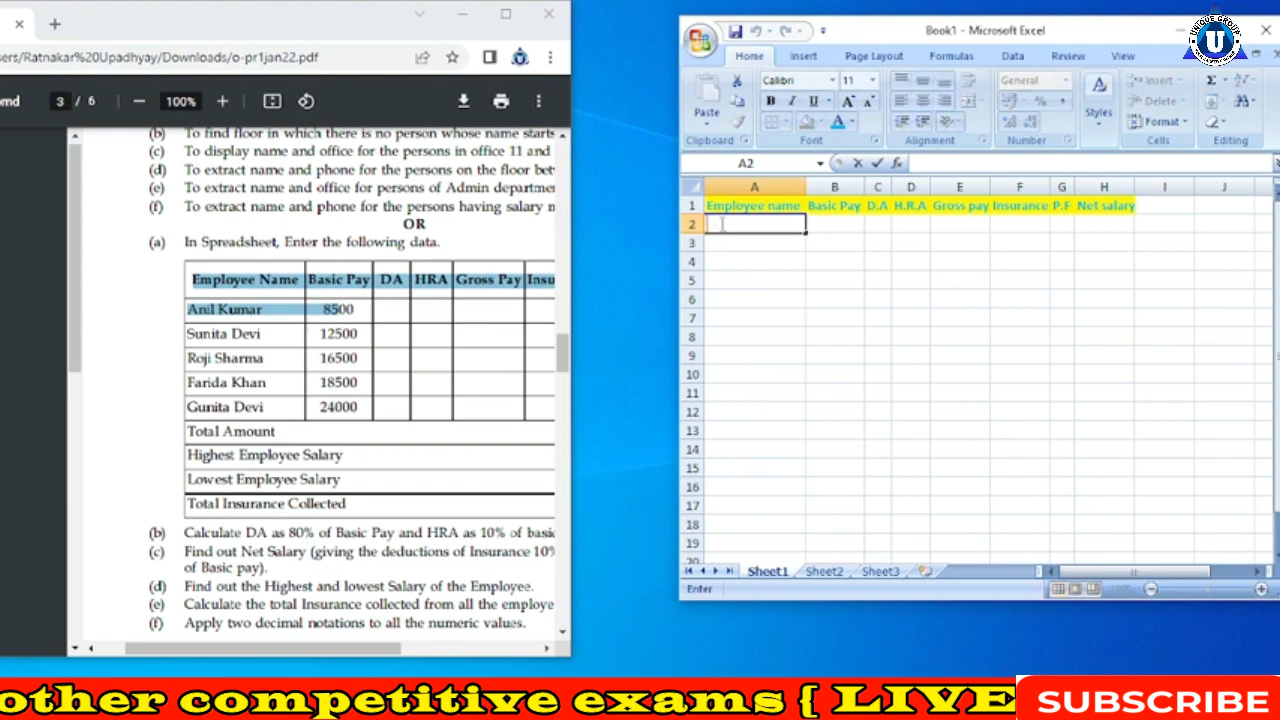 sers/Ratnakar%20Upadhyay/Downloads/o-pr1jan22.pdf
omd
3 / 6
100%
(b) To find floor in which there is no person whose name starts
(c) To display name and office for the persons in office 11 and
(d) To extract name and phone for the persons on the floor bet
(e) To extract name and office for persons of Admin departme
(f) To extract name and phone for the persons having salary n
OR
(a) In Spreadsheet, Enter the following data.
Employee Name Basic Pay DA HRA Gross Pay Insu
Anil Kumar 8500
Sunita Devi 12500
Roji Sharma 16500
Farida Khan 18500
Gunita Devi 24000
Total Amount
Highest Employee Salary
Lowest Employee Salary
Total Insurance Collected
(b) Calculate DA as 80% of Basic Pay and HRA as 10% of basic
(c) Find out Net Salary (giving the deductions of Insurance 10%
of Basic pay).
(d) Find out the Highest and lowest Salary of the Employee.
(e) Calculate the total Insurance collected from all the employe
(f) Apply two decimal notations to all the numeric values.
Book1 - Microsoft Excel
UNIQUE GROUP
U
Home Insert Page Layout Formulas Data Review View
Calibri 11 General Insert
Paste B I U A A % , Styles Delete
Format
Clipboard Font Alignment Number Cells Editing
A2
A B C D E F G H I J
1 Employee name Basic Pay D.A H.R.A Gross pay Insurance P.F Net salary
2
3
4
5
6
7
8
9
10
11
12
13
14
15
16
17
18
19
20
Sheet1 Sheet2 Sheet3
Enter
other competitive exams { LIVE
SUBSCRIBE